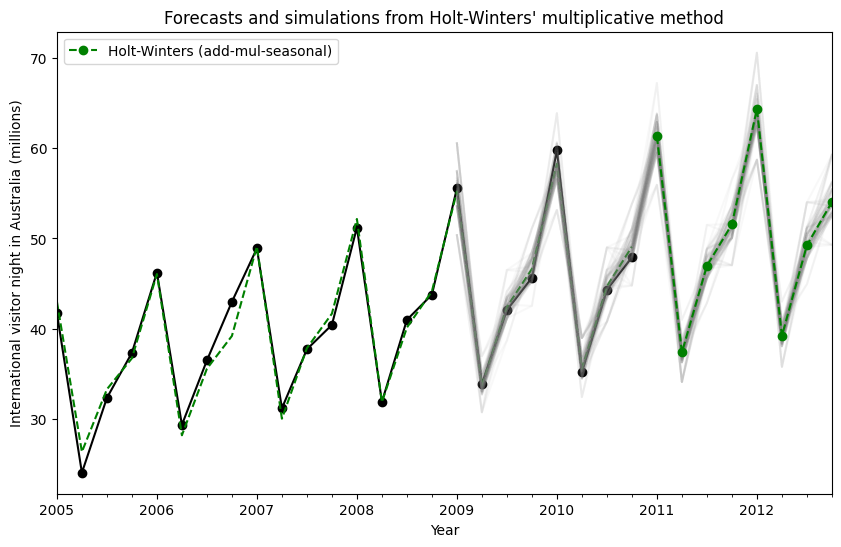 Forecasts and simulations from Holt-Winters' multiplicative method
Holt-Winters (add-mul-seasonal)
International visitor night in Australia (millions)
70
60
50
40
30
2005 2006 2007 2008 2009 2010 2011 2012
Year